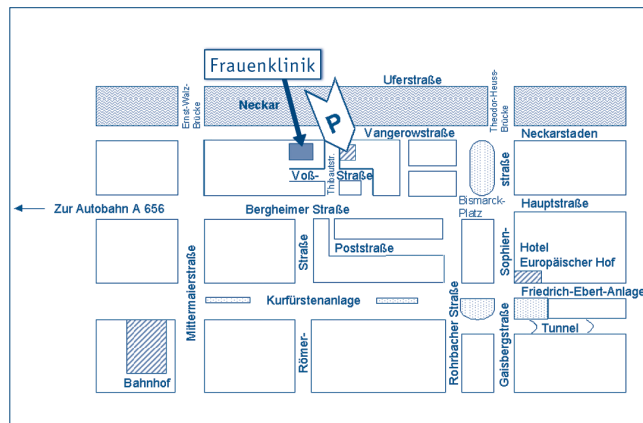 Frauenklinik
Uferstraße
Neckar
Ernst-Walz-
Brücke
Theodor-Heuss-
Brücke
P
Vangerowstraße
Neckarstaden
Voß-
Straße
Thibautstr.
straße
Sophien-
Bismarck-
Platz
Hauptstraße
Zur Autobahn A 656
Bergheimer Straße
Poststraße
Hotel
Europäischer Hof
Mittermaierstraße
Straße
Römer-
Kurfürstenanlage
Friedrich-Ebert-Anlage
Rohrbacher Straße
Gaisbergstraße
Tunnel
Bahnhof